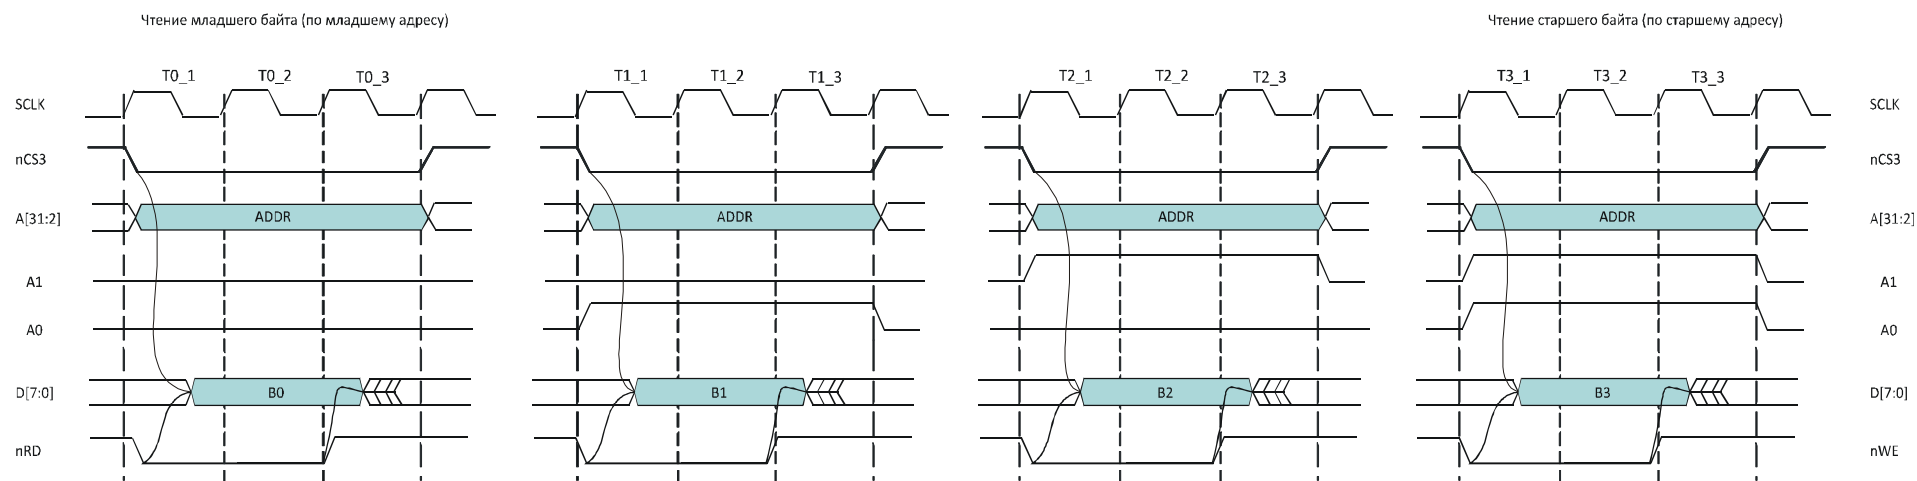 Чтение младшего байта (по младшему адресу) Чтение старшего байта (по старшему адресу)
T0_1 T0_2 T0_3 T1_1 T1_2 T1_3 T2_1 T2_2 T2_3 T3_1 T3_2 T3_3
SCLK SCLK
nCS3 nCS3
A[31:2] ADDR ADDR ADDR ADDR A[31:2]
A1 A1
A0 A0
D[7:0] B0 B1 B2 B3 D[7:0]
nRD nWE